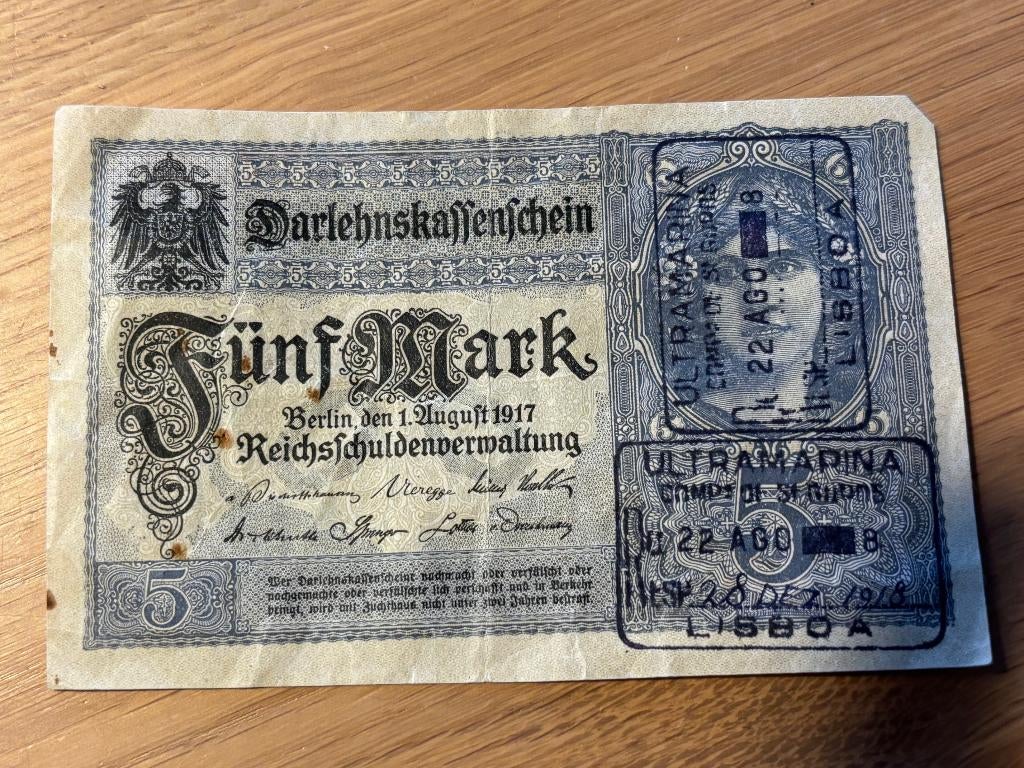 Darlehnskassenschein
Fünf Mark
Berlin, den 1. August 1917
Reichsschuldenverwaltung
5
Wer Darlehnskassenscheine nachmacht oder verfälscht oder
nachgemachte oder verfälschte sich verschafft und in Verkehr
bringt, wird mit Zuchthaus nicht unter zwei Jahren bestraft.
ULTRAMARINA
22 AGO 8
LISBOA
5
ULTRAMARINA
22 AGO 8
28 DEZ. 1918
LISBOA